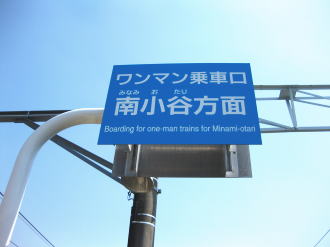 ワンマン乗車口
みなみ お たり
南小谷方面
Boarding for one-man trains for Minami-otari